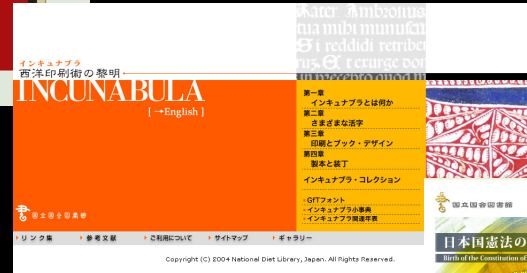 インキュナブラ
西洋印刷術の黎明
INCUNABULA
[ →English ]
第一章
インキュナブラとは何か
第二章
さまざまな活字
第三章
印刷とブック・デザイン
第四章
製本と装丁
インキュナブラ・コレクション
GfTフォント
インキュナブラ小事典
インキュナブラ関連年表
国立国会図書館
リンク集
参考文献
ご利用について
サイトマップ
ギャラリー
Copyright (C) 2004 National Diet Library, Japan. All Rights Reserved.
国立国会図書館
日本国憲法の
Birth of the Constitution of